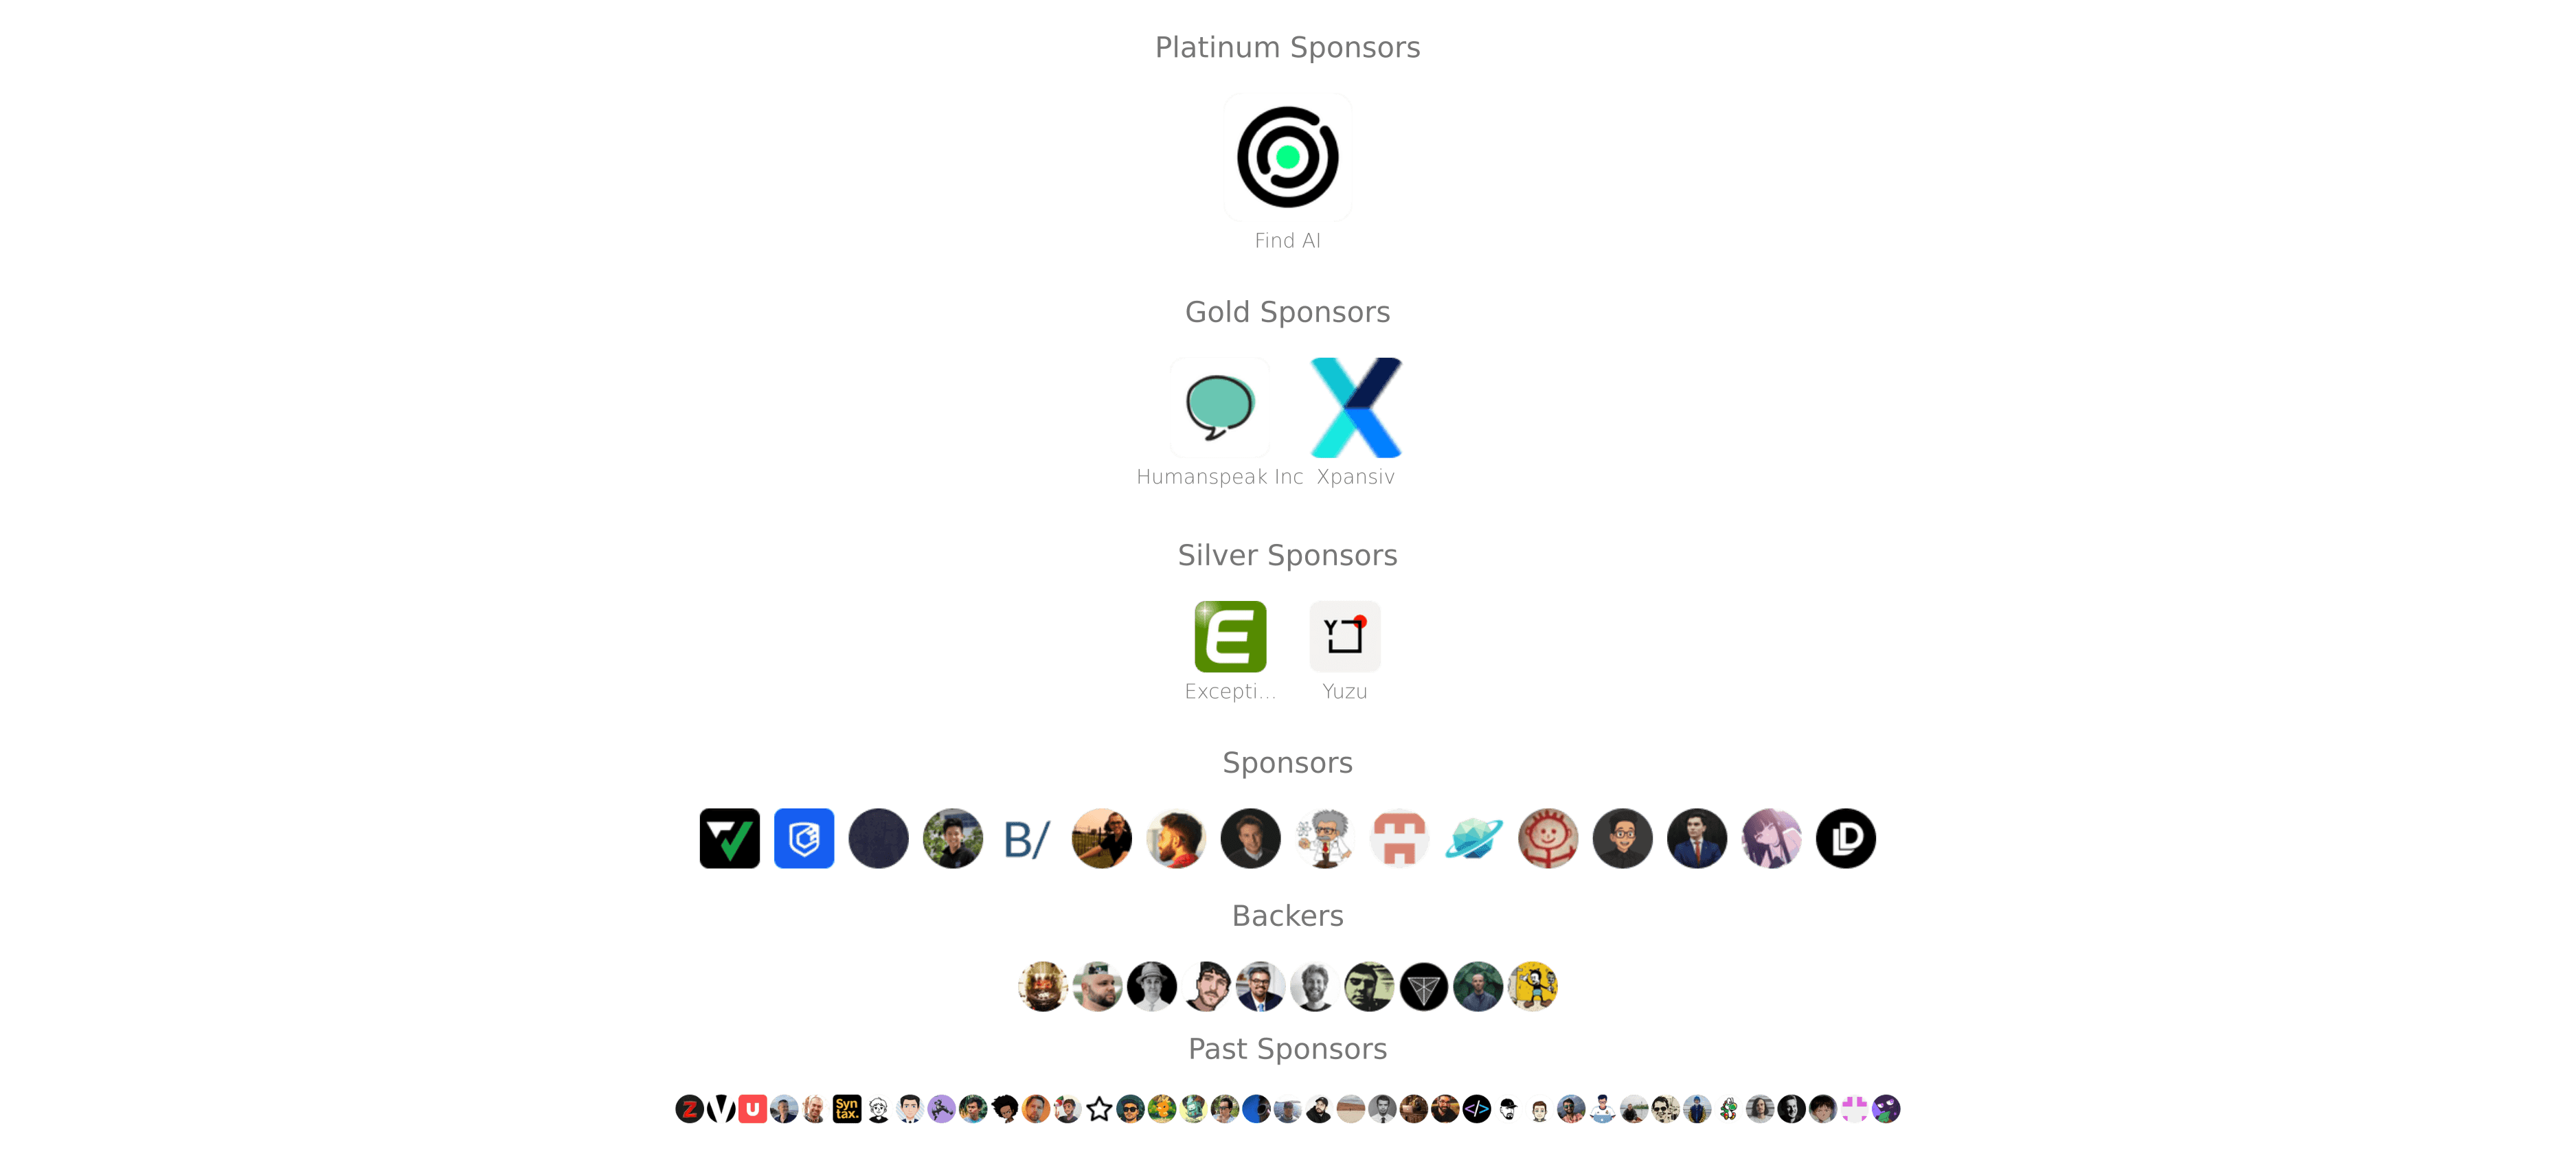 Platinum Sponsors
Find AI
Gold Sponsors
Humanspeak Inc Xpansiv
Silver Sponsors
E
Y
Excepti... Yuzu
Sponsors
B/
D
Backers
Past Sponsors
Z
V
U
Syn
tax.
</>